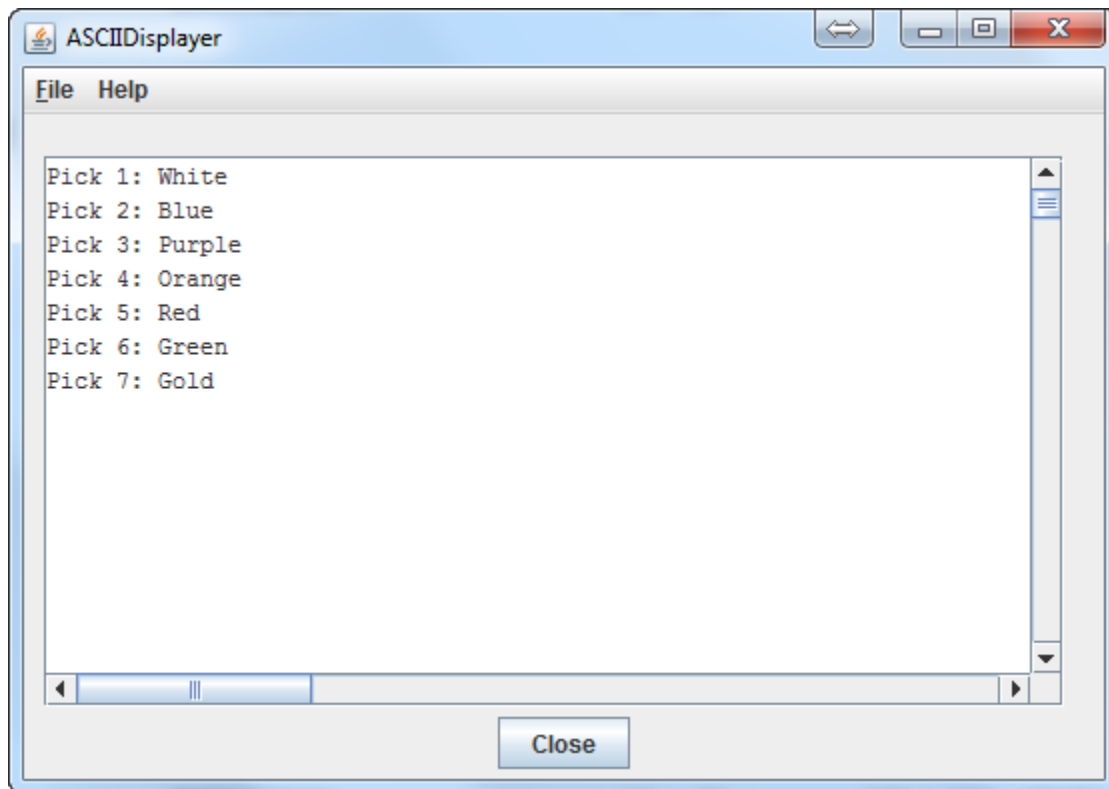 ASCIIDisplayer
File Help
Pick 1: White
Pick 2: Blue
Pick 3: Purple
Pick 4: Orange
Pick 5: Red
Pick 6: Green
Pick 7: Gold
Close